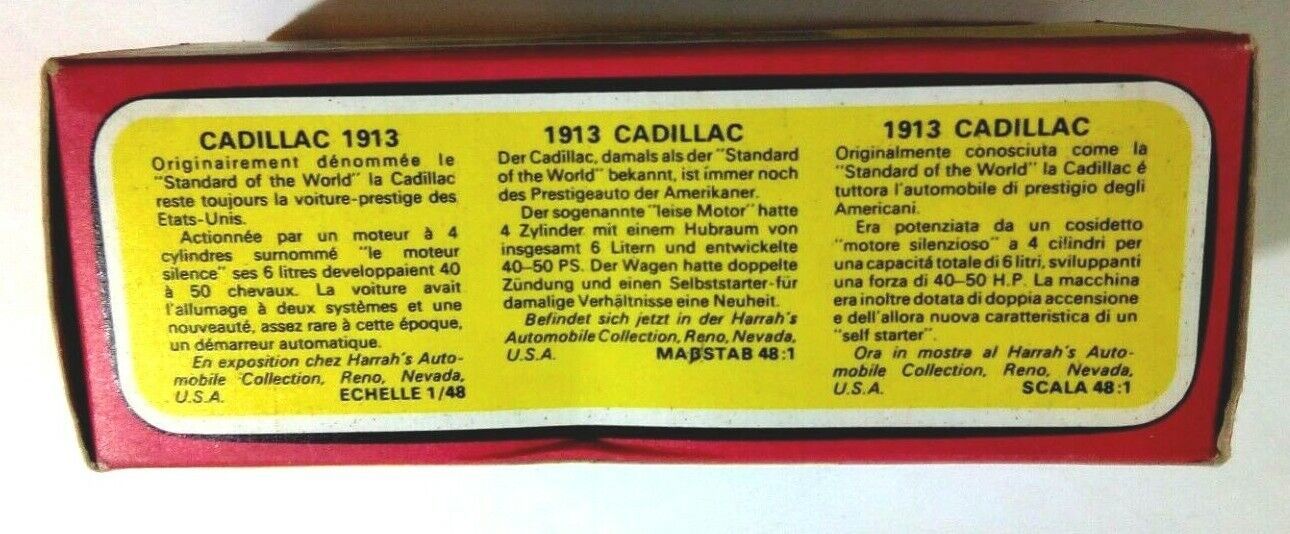 CADILLAC 1913
Originairement dénommée le
"Standard of the World" la Cadillac
reste toujours la voiture-prestige des
Etats-Unis.
Actionnée par un moteur à 4
cylindres surnommé "le moteur
silence" ses 6 litres developpaient 40
à 50 chevaux. La voiture avait
l'allumage à deux systèmes et une
nouveauté, assez rare à cette époque,
un démarreur automatique.
En exposition chez Harrah's Auto-
mobile Collection, Reno, Nevada,
U.S.A. ECHELLE 1/48
1913 CADILLAC
Der Cadillac, damals als der "Standard
of the World" bekannt, ist immer noch
des Prestigeauto der Amerikaner.
Der sogenannte "leise Motor" hatte
4 Zylinder mit einem Hubraum von
insgesamt 6 Litern und entwickelte
40–50 PS. Der Wagen hatte doppelte
Zündung und einen Selbststarter-für
damalige Verhältnisse eine Neuheit.
Befindet sich jetzt in der Harrah's
Automobile Collection, Reno, Nevada,
U.S.A. MAβSTAB 48:1
1913 CADILLAC
Originalmente conosciuta come la
"Standard of the World" la Cadillac é
tuttora l'automobile di prestigio degli
Americani.
Era potenziata da un cosidetto
"motore silenzioso" a 4 cilindri per
una capacitá totale di 6 litri, sviluppanti
una forza di 40–50 H.P. La macchina
era inoltre dotata di doppia accensione
e dell'allora nuova caratteristica di un
"self starter".
Ora in mostra al Harrah's Auto-
mobile Collection, Reno, Nevada,
U.S.A. SCALA 48:1